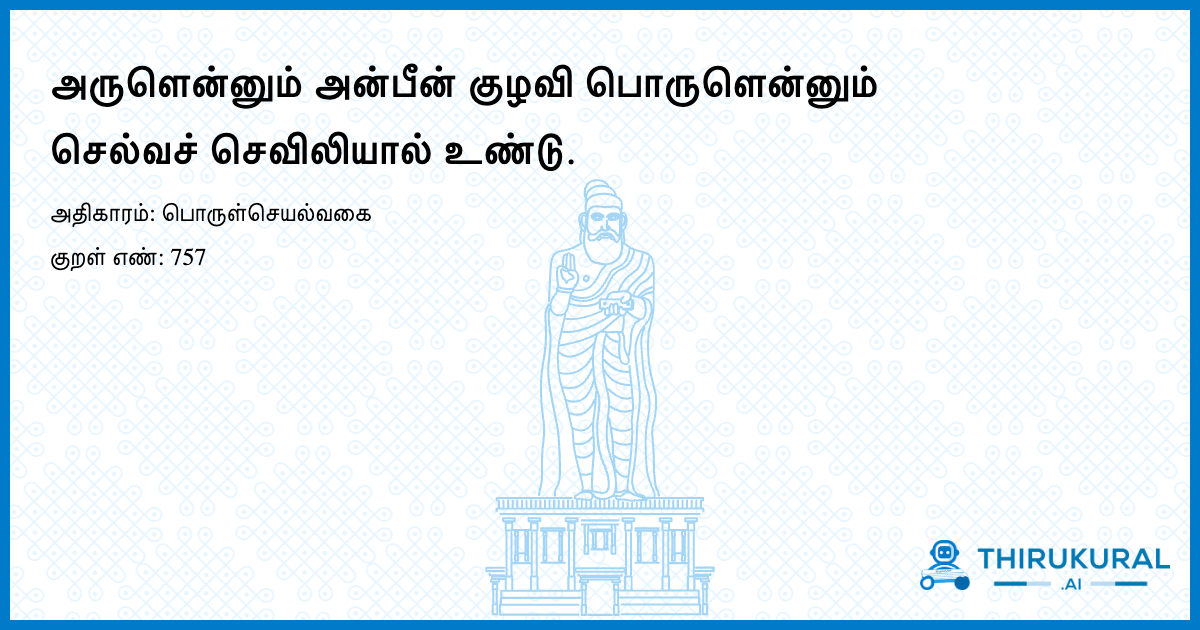 அருளென்னும் அன்பீன் குழவி பொருளென்னும்
செல்வச் செவிலியால் உண்டு.
அதிகாரம்: பொருள்செயல்வகை
குறள் எண்: 757
THIRUKURAL
.AI